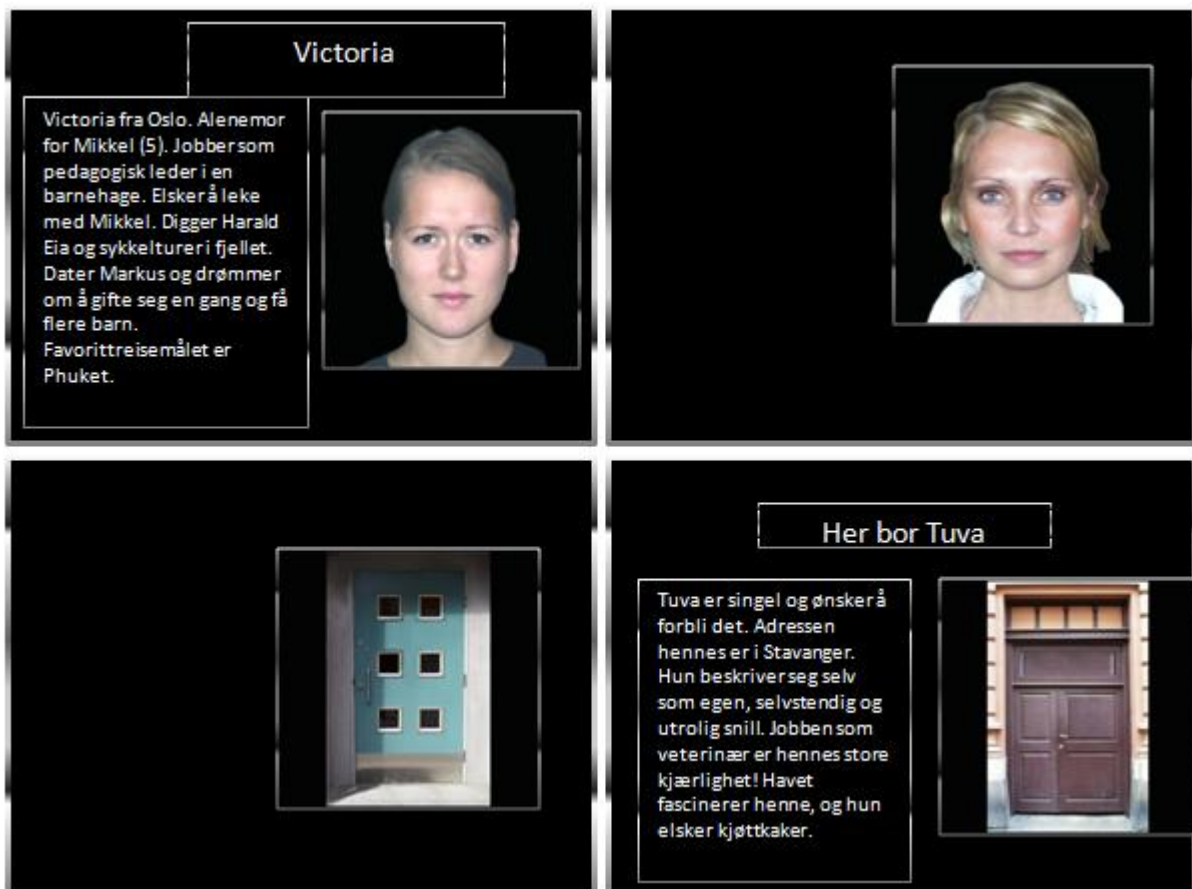 Victoria
Victoria fra Oslo. Alenemor
for Mikkel (5). Jobber som
pedagogisk leder i en
barnehage. Elsker å leke
med Mikkel. Digger Harald
Eia og sykkelturer i fjellet.
Dater Markus og drømmer
om å gifte seg en gang og få
flere barn.
Favorittreisemålet er
Phuket.
Her bor Tuva
Tuva er singel og ønsker å
forbli det. Adressen
hennes er i Stavanger.
Hun beskriver seg selv
som egen, selvstendig og
utrolig snill. Jobben som
veterinær er hennes store
kjærlighet! Havet
fascinerer henne, og hun
elsker kjøttkaker.